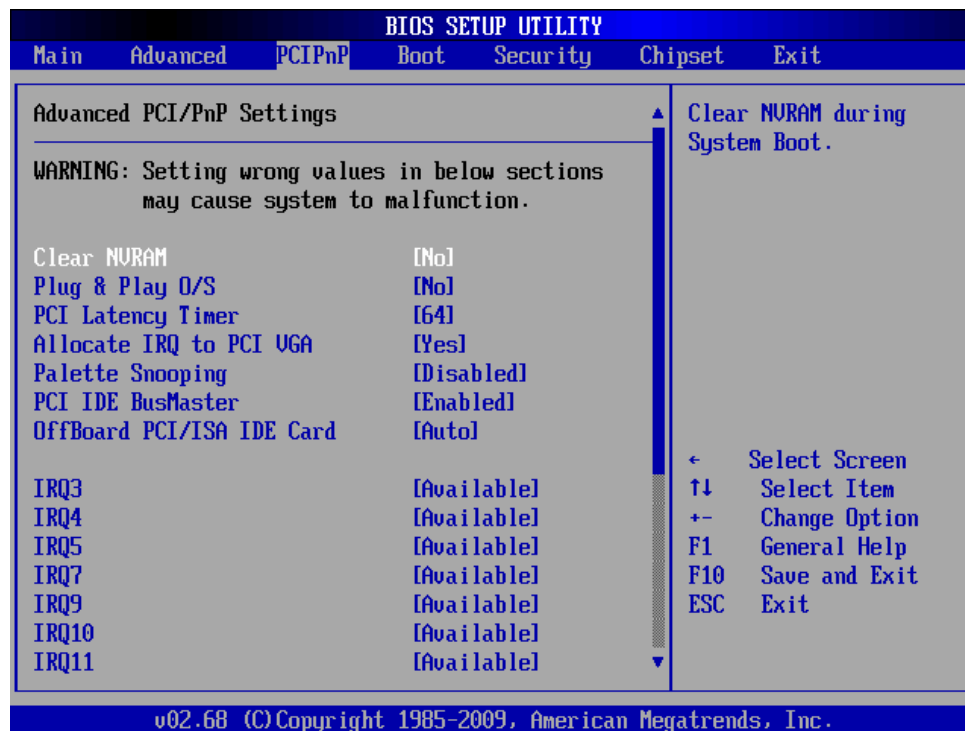 BIOS SETUP UTILITY
Main Advanced PCIPnP Boot Security Chipset Exit
Advanced PCI/PnP Settings
WARNING: Setting wrong values in below sections
may cause system to malfunction.
Clear NVRAM [No]
Plug & Play O/S [No]
PCI Latency Timer [64]
Allocate IRQ to PCI VGA [Yes]
Palette Snooping [Disabled]
PCI IDE BusMaster [Enabled]
OffBoard PCI/ISA IDE Card [Auto]
IRQ3 [Available]
IRQ4 [Available]
IRQ5 [Available]
IRQ7 [Available]
IRQ9 [Available]
IRQ10 [Available]
IRQ11 [Available]
Clear NVRAM during
System Boot.
← Select Screen
↑↓ Select Item
+- Change Option
F1 General Help
F10 Save and Exit
ESC Exit
v02.68 (C)Copyright 1985-2009, American Megatrends, Inc.